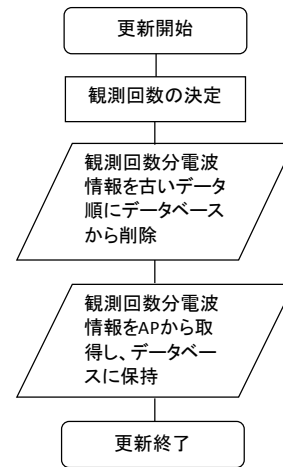 更新開始
観測回数の決定
観測回数分電波
情報を古いデータ
順にデータベース
から削除
観測回数分電波
情報をAPから取
得し、データベー
スに保持
更新終了